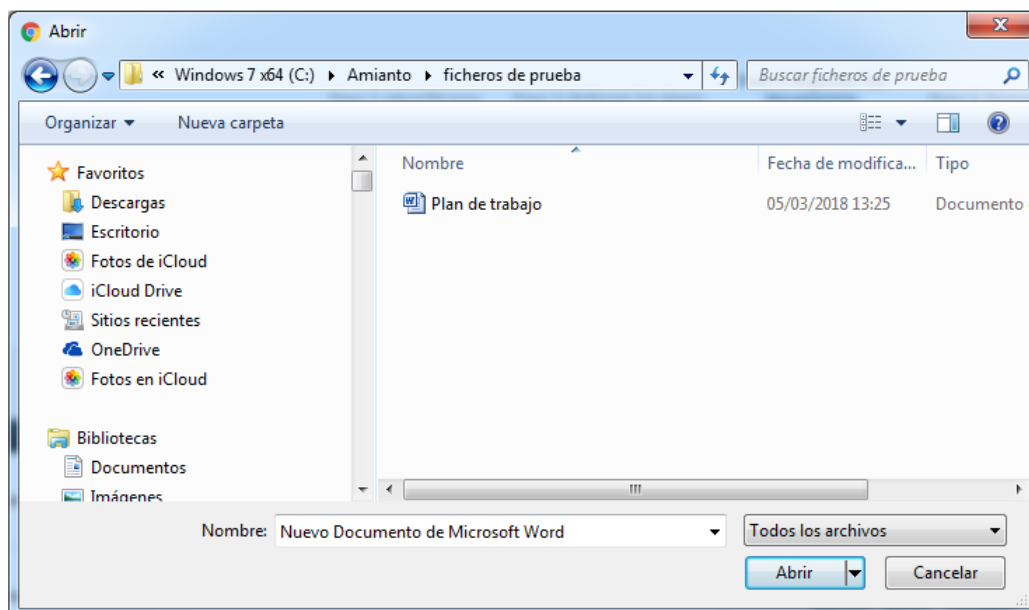 Abrir
« Windows 7 x64 (C:) ▸ Amianto ▸ ficheros de prueba
Buscar ficheros de prueba
Organizar
Nueva carpeta
Favoritos
Descargas
Escritorio
Fotos de iCloud
iCloud Drive
Sitios recientes
OneDrive
Fotos en iCloud
Bibliotecas
Documentos
Imágenes
Nombre
Fecha de modifica...
Tipo
Plan de trabajo
05/03/2018 13:25
Documento
Nombre: Nuevo Documento de Microsoft Word
Todos los archivos
Abrir
Cancelar